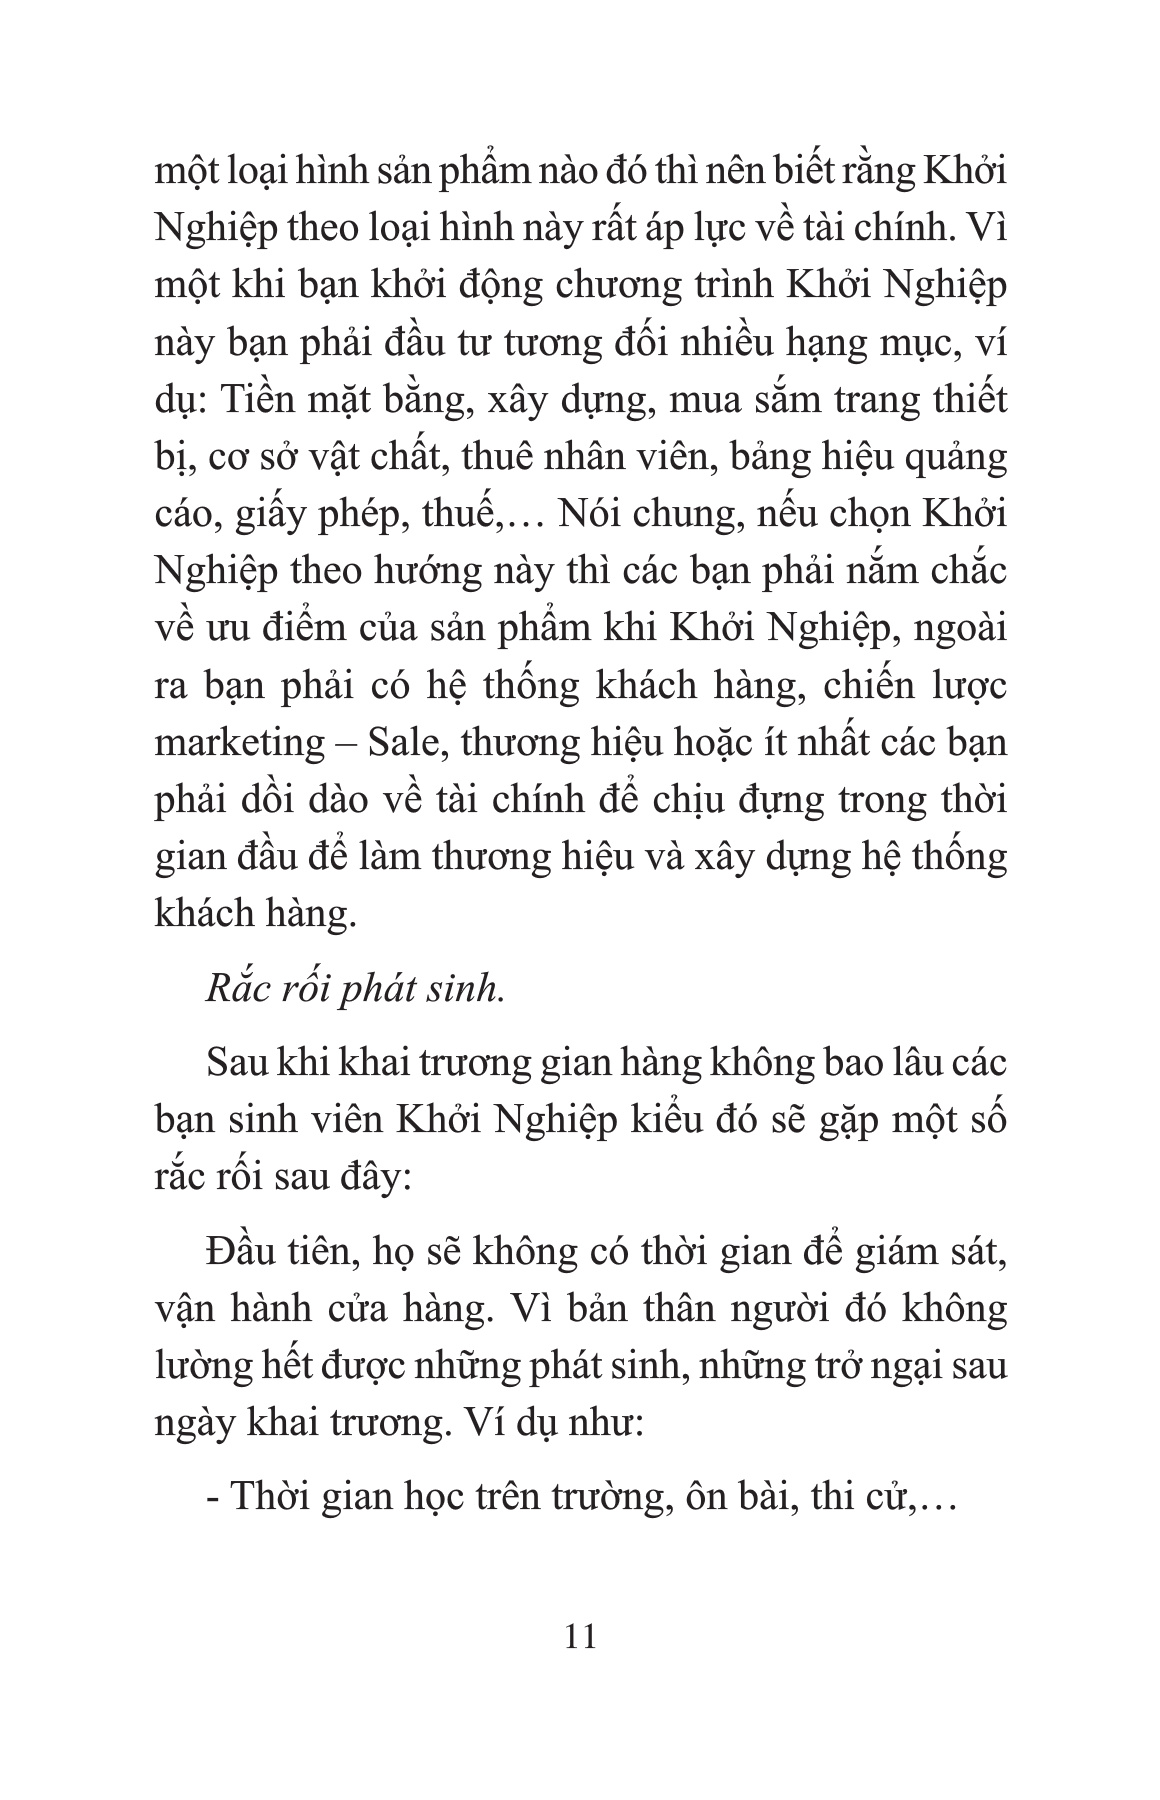 một loại hình sản phẩm nào đó thì nên biết rằng Khởi
Nghiệp theo loại hình này rất áp lực về tài chính. Vì
một khi bạn khởi động chương trình Khởi Nghiệp
này bạn phải đầu tư tương đối nhiều hạng mục, ví
dụ: Tiền mặt bằng, xây dựng, mua sắm trang thiết
bị, cơ sở vật chất, thuê nhân viên, bảng hiệu quảng
cáo, giấy phép, thuế,… Nói chung, nếu chọn Khởi
Nghiệp theo hướng này thì các bạn phải nắm chắc
về ưu điểm của sản phẩm khi Khởi Nghiệp, ngoài
ra bạn phải có hệ thống khách hàng, chiến lược
marketing – Sale, thương hiệu hoặc ít nhất các bạn
phải dồi dào về tài chính để chịu đựng trong thời
gian đầu để làm thương hiệu và xây dựng hệ thống
khách hàng.
Rắc rối phát sinh.
Sau khi khai trương gian hàng không bao lâu các
bạn sinh viên Khởi Nghiệp kiểu đó sẽ gặp một số
rắc rối sau đây:
Đầu tiên, họ sẽ không có thời gian để giám sát,
vận hành cửa hàng. Vì bản thân người đó không
lường hết được những phát sinh, những trở ngại sau
ngày khai trương. Ví dụ như:
- Thời gian học trên trường, ôn bài, thi cử,…
11